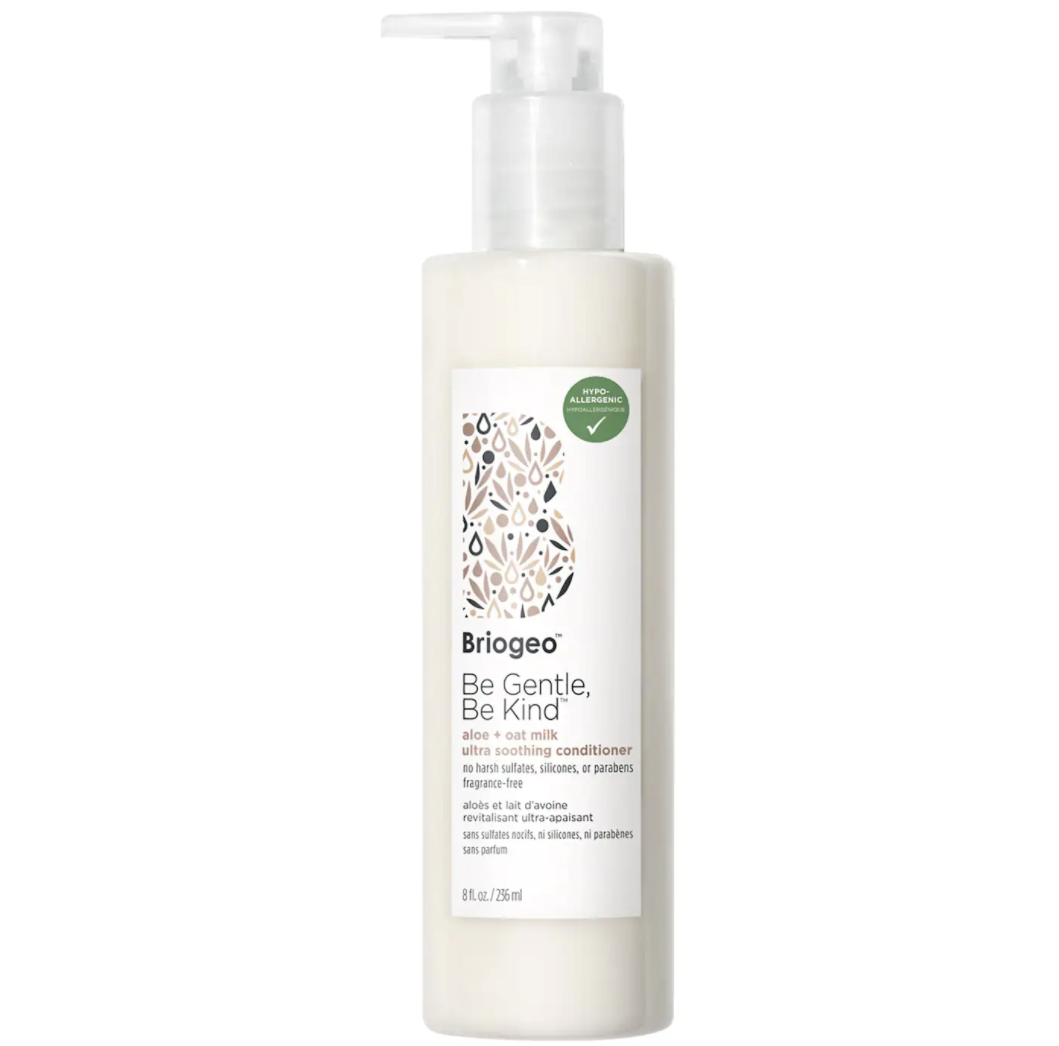 HYPO-
ALLERGENIC
HYPOALLERGÉNIQUE
B
Briogeo™
Be Gentle,
Be Kind™
aloe + oat milk
ultra soothing conditioner
no harsh sulfates, silicones, or parabens
fragrance-free
aloès et lait d'avoine
revitalisant ultra-apaisant
sans sulfates nocifs, ni silicones, ni parabènes
sans parfum
8 fl. oz. / 236 ml